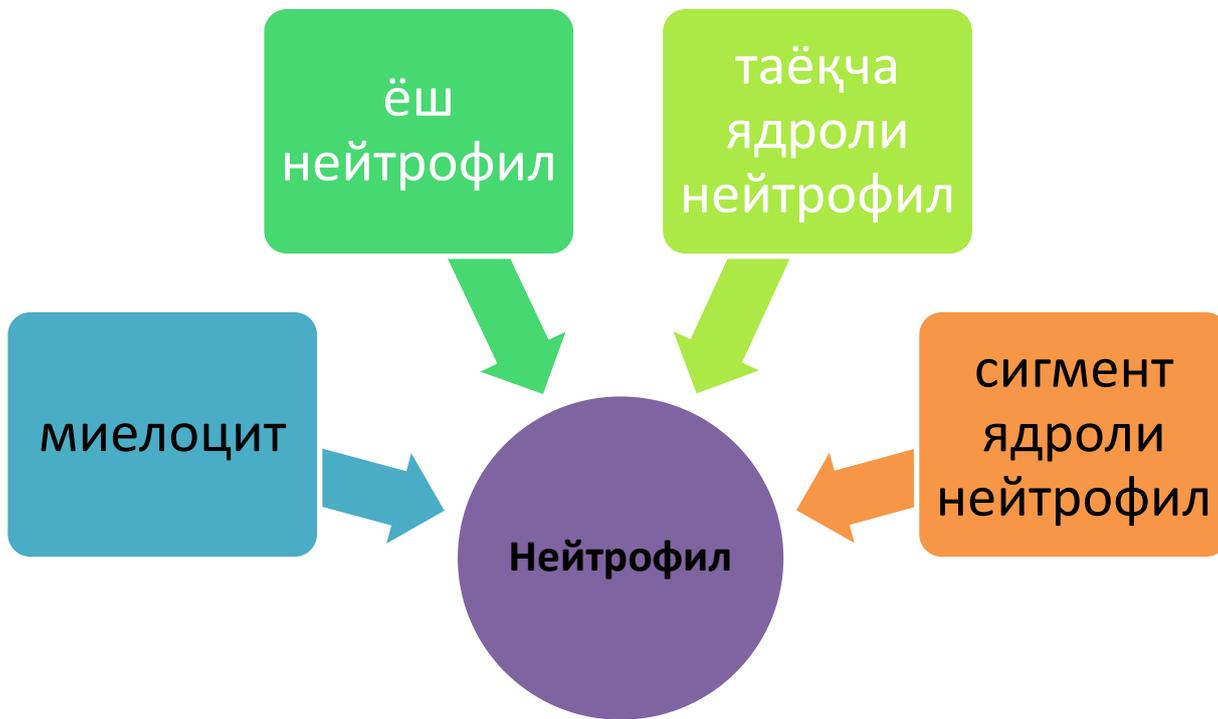 ёш
нейтрофил
таёқча
ядроли
нейтрофил
миелоцит
сигмент
ядроли
нейтрофил
Нейтрофил